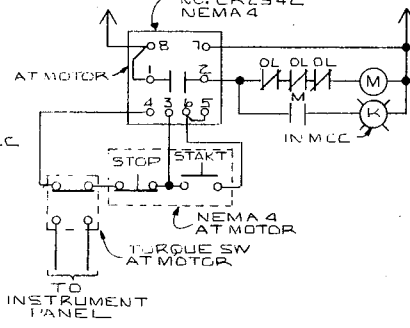 NEMA 4
8 7
AT MOTOR
1 2
OL OL OL
M
4 3 6 5
M
R
IN MCC
STOP START
NEMA 4
AT MOTOR
TORQUE SW
AT MOTOR
TO
INSTRUMENT
PANEL